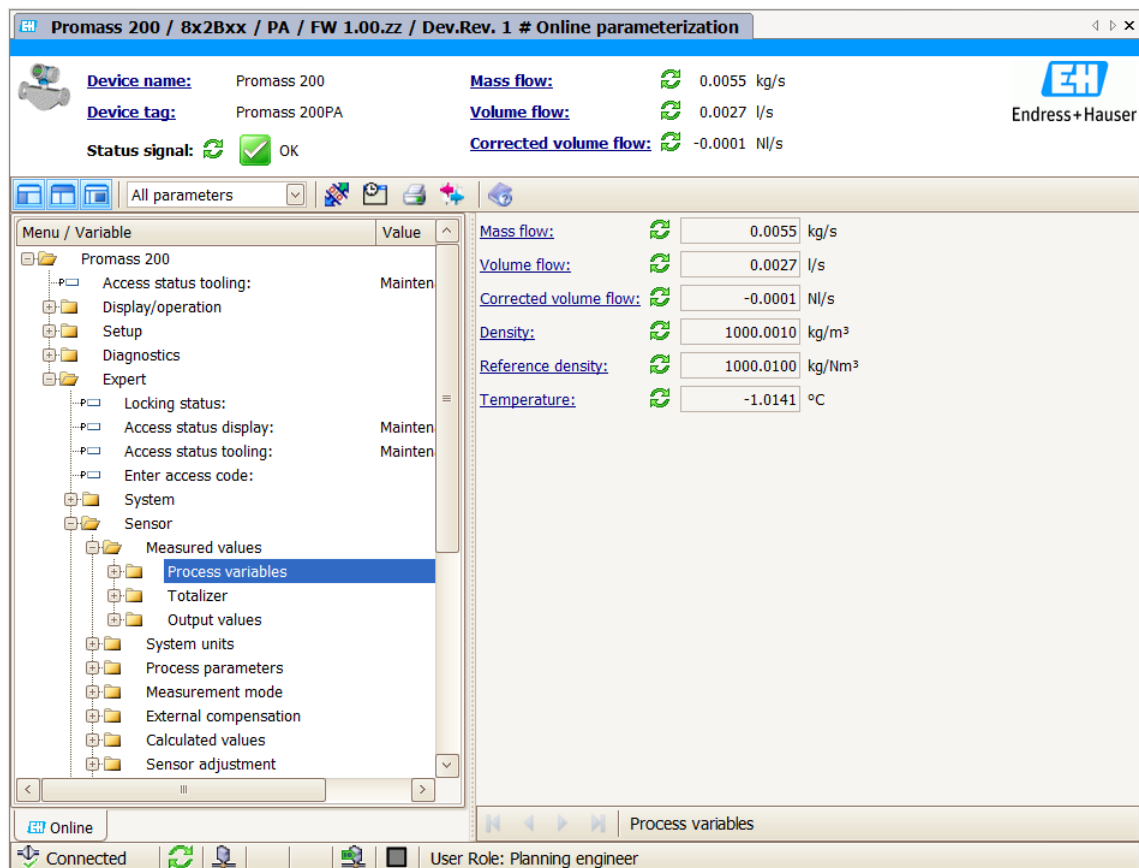 Promass 200 / 8x2Bxx / PA / FW 1.00.zz / Dev.Rev. 1 # Online parameterization
Device name: Promass 200 Mass flow: 0.0055 kg/s
Device tag: Promass 200PA Volume flow: 0.0027 l/s
Status signal: OK Corrected volume flow: -0.0001 Nl/s
EH
Endress+Hauser
All parameters
Menu / Variable Value
Promass 200
Access status tooling: Mainten
Display/operation
Setup
Diagnostics
Expert
Locking status:
Access status display: Mainten
Access status tooling: Mainten
Enter access code:
System
Sensor
Measured values
Process variables
Totalizer
Output values
System units
Process parameters
Measurement mode
External compensation
Calculated values
Sensor adjustment
Mass flow: 0.0055 kg/s
Volume flow: 0.0027 l/s
Corrected volume flow: -0.0001 Nl/s
Density: 1000.0010 kg/m³
Reference density: 1000.0100 kg/Nm³
Temperature: -1.0141 °C
Online
Process variables
Connected
User Role: Planning engineer